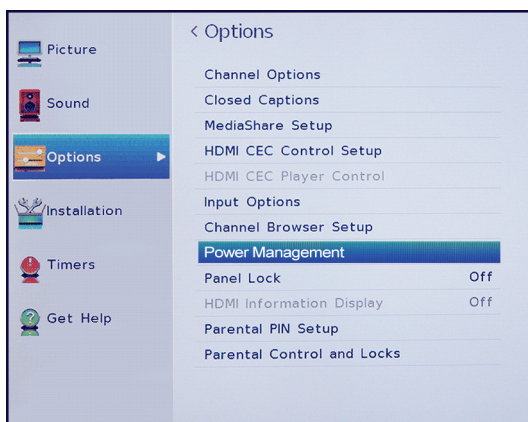 Picture
Sound
Options
Installation
Timers
Get Help
< Options
Channel Options
Closed Captions
MediaShare Setup
HDMI CEC Control Setup
HDMI CEC Player Control
Input Options
Channel Browser Setup
Power Management
Panel Lock Off
HDMI Information Display Off
Parental PIN Setup
Parental Control and Locks